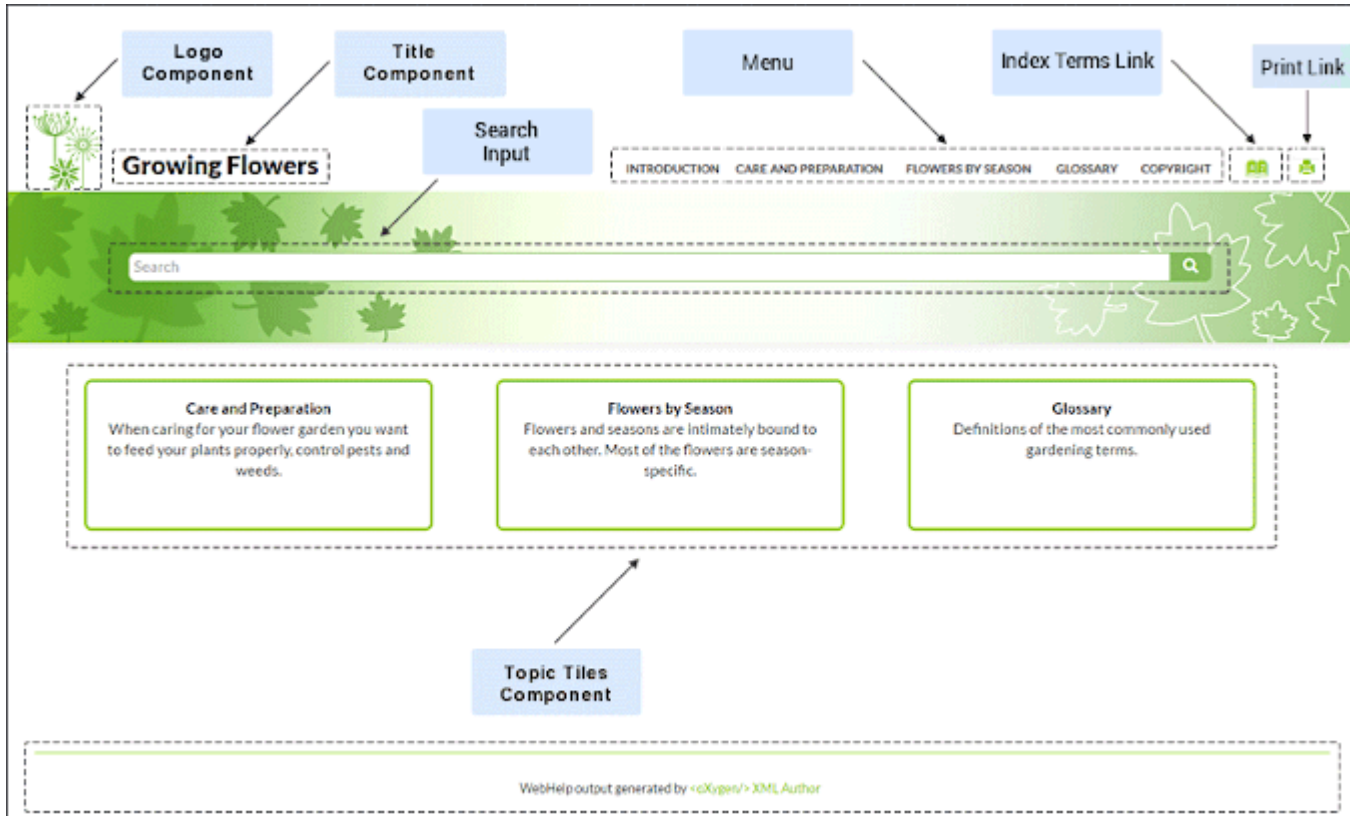 Logo
Component
Title
Component
Menu
Index Terms Link
Print Link
Search
Input
Growing Flowers
INTRODUCTION CARE AND PREPARATION FLOWERS BY SEASON GLOSSARY COPYRIGHT
Search
Care and Preparation
When caring for your flower garden you want
to feed your plants properly, control pests and
weeds.
Flowers by Season
Flowers and seasons are intimately bound to
each other. Most of the flowers are season-
specific.
Glossary
Definitions of the most commonly used
gardening terms.
Topic Tiles
Component
WebHelp output generated by <oXygen/> XML Author